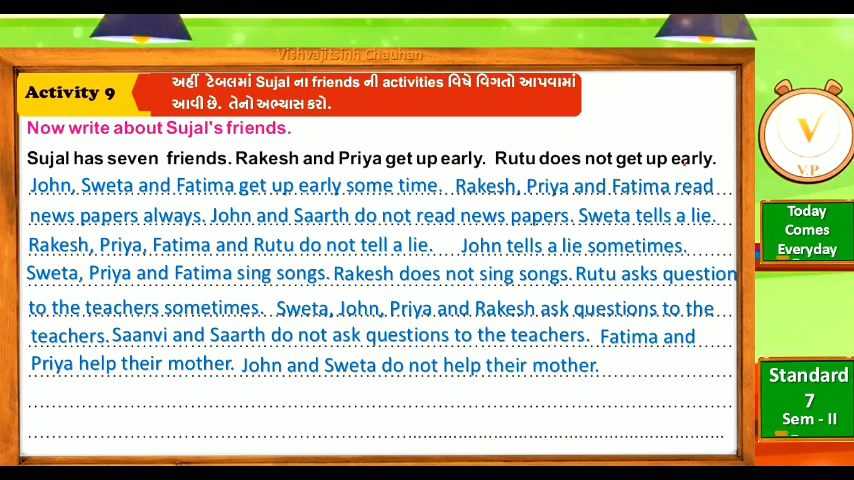 Vishvajitsinh Chauhan
Activity 9
અહીં ટેબલમાં Sujal ના friends ની activities વિષે વિગતો આપવામાં
આવી છે. તેનો અભ્યાસ કરો.
Now write about Sujal's friends.
Sujal has seven friends. Rakesh and Priya get up early. Rutu does not get up early.
John, Sweta and Fatima get up early some time. Rakesh, Priya and Fatima read
news papers always. John and Saarth do not read news papers. Sweta tells a lie.
Rakesh, Priya, Fatima and Rutu do not tell a lie. John tells a lie sometimes.
Sweta, Priya and Fatima sing songs. Rakesh does not sing songs. Rutu asks question
to the teachers sometimes. Sweta, John, Priya and Rakesh ask questions to the
teachers. Saanvi and Saarth do not ask questions to the teachers. Fatima and
Priya help their mother. John and Sweta do not help their mother.
V
V.P
Today
Comes
Everyday
Standard
7
Sem - II